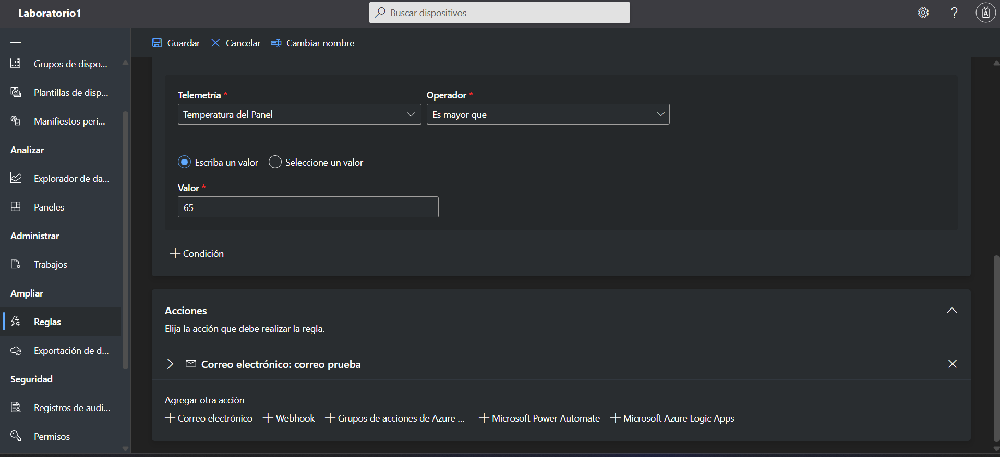 Laboratorio1
Buscar dispositivos
?
Guardar
Cancelar
Cambiar nombre
Grupos de dispo...
Plantillas de disp...
Manifiestos peri...
Analizar
Explorador de da...
Paneles
Administrar
Trabajos
Ampliar
Reglas
Exportación de d...
Seguridad
Registros de audi...
Permisos
Telemetría *
Operador *
Temperatura del Panel
Es mayor que
Escriba un valor
Seleccione un valor
Valor *
65
Condición
Acciones
Elija la acción que debe realizar la regla.
Correo electrónico: correo prueba
Agregar otra acción
Correo electrónico
Webhook
Grupos de acciones de Azure ...
Microsoft Power Automate
Microsoft Azure Logic Apps